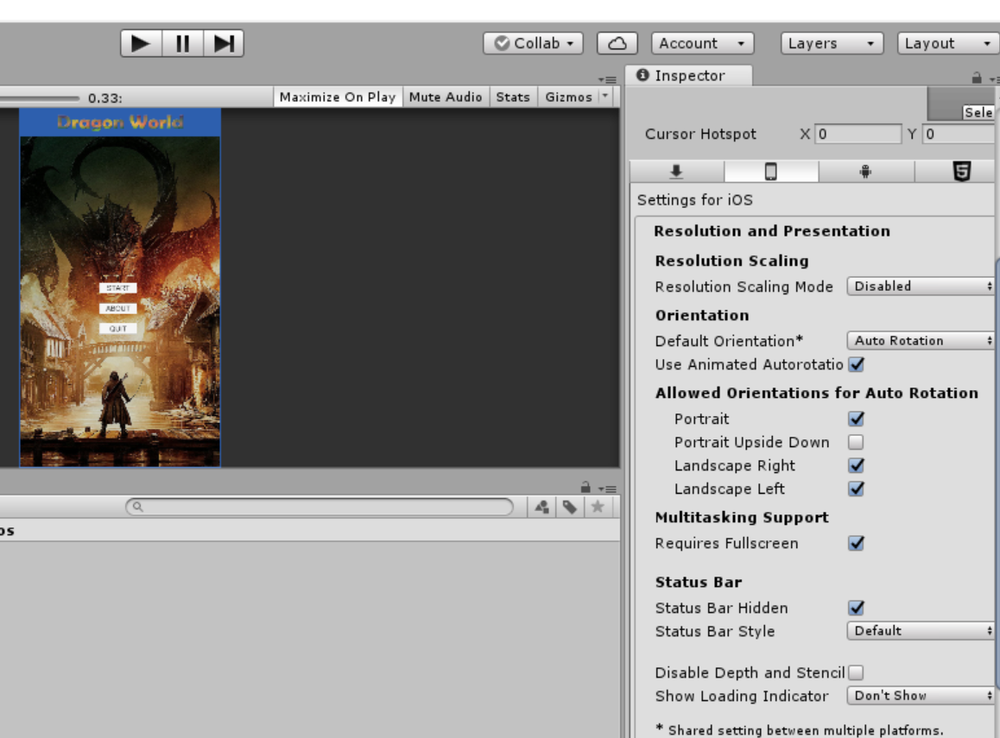 Collab
Account
Layers
Layout
0.33:
Maximize On Play
Mute Audio
Stats
Gizmos
Dragon World
START
ABOUT
QUIT
os
Inspector
Sele
Cursor Hotspot X 0 Y 0
Settings for iOS
Resolution and Presentation
Resolution Scaling
Resolution Scaling Mode Disabled
Orientation
Default Orientation* Auto Rotation
Use Animated Autorotatio
Allowed Orientations for Auto Rotation
Portrait
Portrait Upside Down
Landscape Right
Landscape Left
Multitasking Support
Requires Fullscreen
Status Bar
Status Bar Hidden
Status Bar Style Default
Disable Depth and Stencil
Show Loading Indicator Don't Show
* Shared setting between multiple platforms.